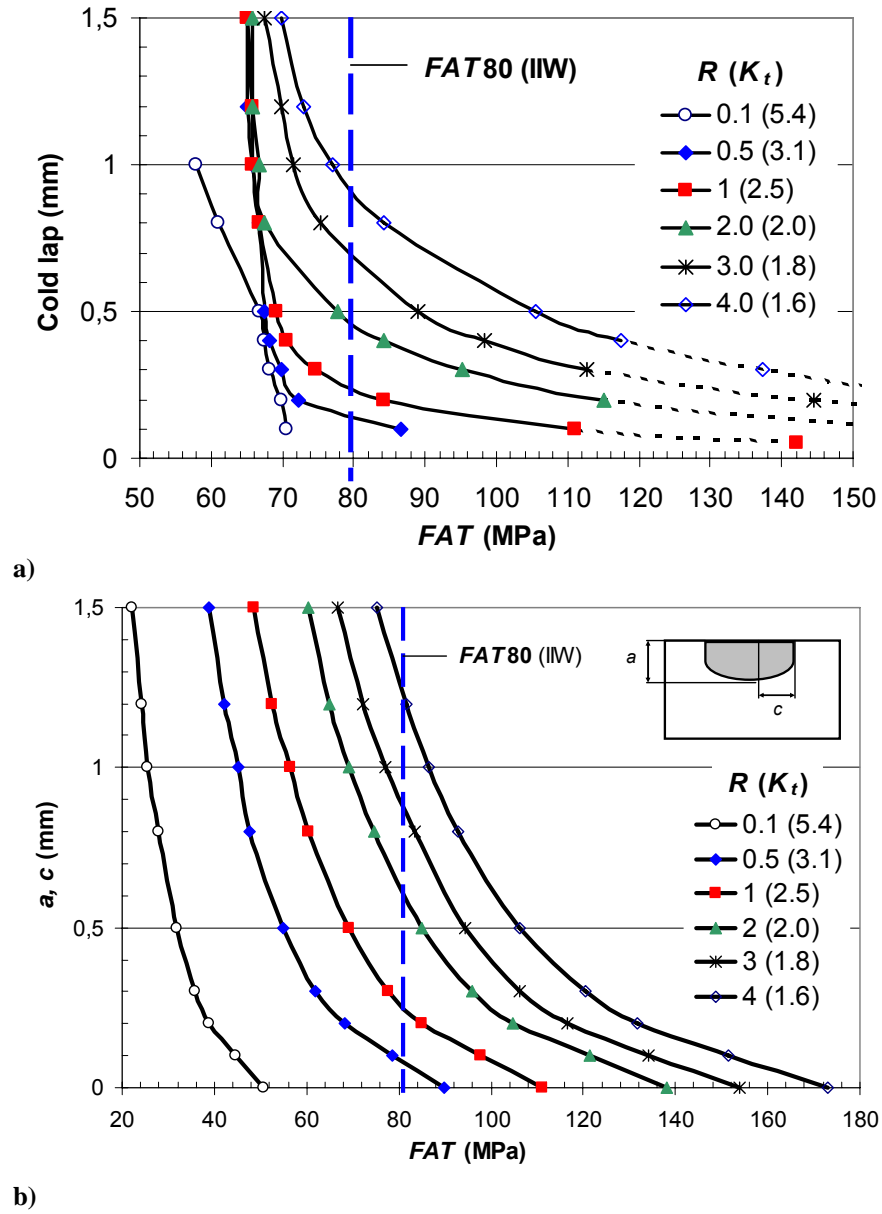 1,5
1
0,5
0
Cold lap (mm)
FAT 80 (IIW)
R (Kt)
0.1 (5.4)
0.5 (3.1)
1 (2.5)
2.0 (2.0)
3.0 (1.8)
4.0 (1.6)
50 60 70 80 90 100 110 120 130 140 150
FAT (MPa)
a)
1,5
1
0,5
0
a, c (mm)
FAT80 (IIW)
a
c
R (Kt)
0.1 (5.4)
0.5 (3.1)
1 (2.5)
2 (2.0)
3 (1.8)
4 (1.6)
20 40 60 80 100 120 140 160 180
FAT (MPa)
b)